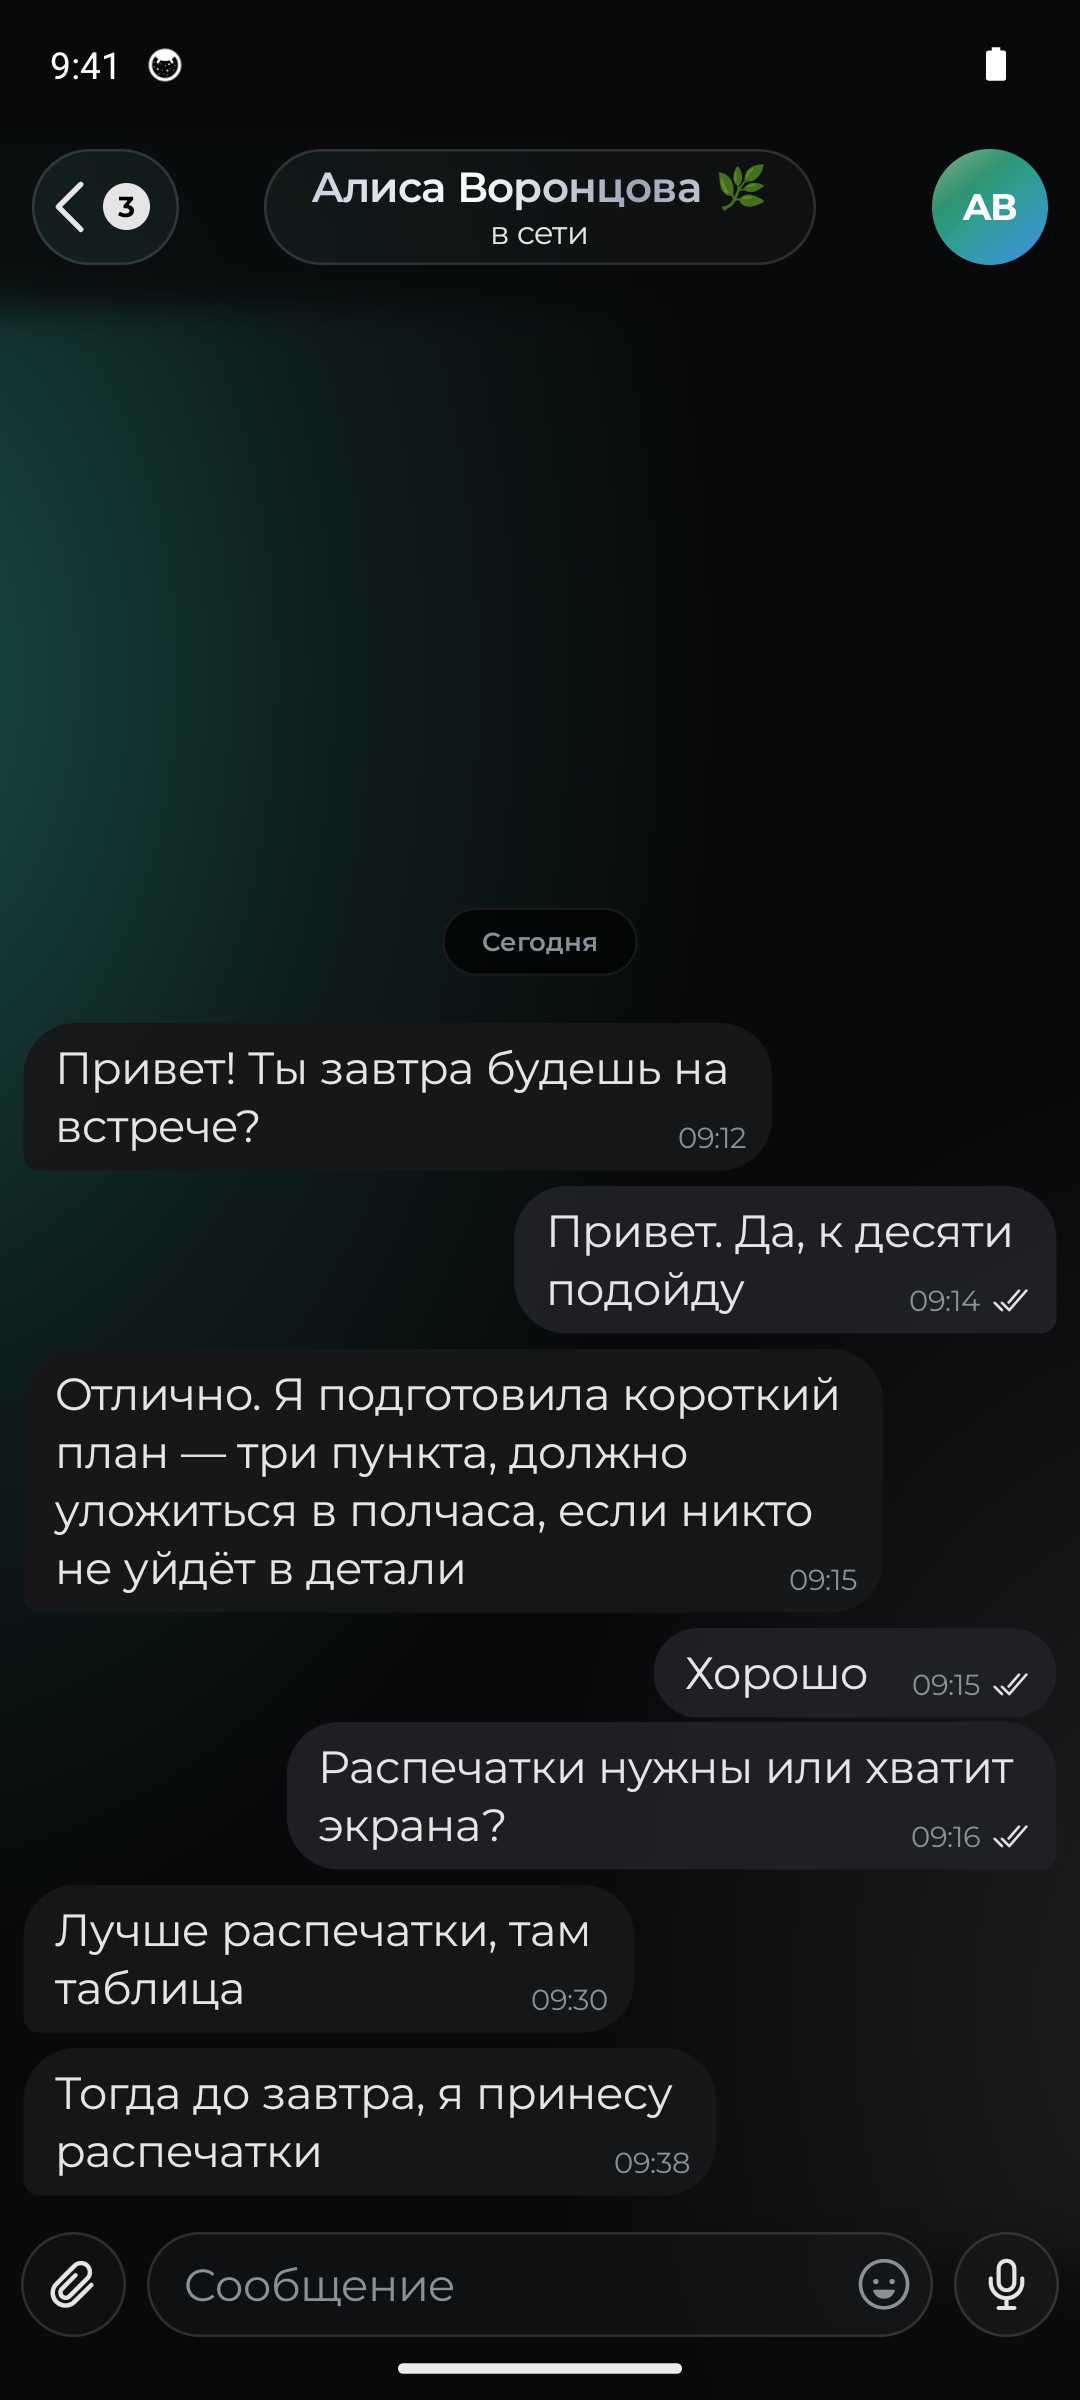 9:41
3
Алиса Воронцова 🌿
в сети
АВ
Сегодня
Привет! Ты завтра будешь на
встрече?
09:12
Привет. Да, к десяти
подойду
09:14
Отлично. Я подготовила короткий
план — три пункта, должно
уложиться в полчаса, если никто
не уйдёт в детали
09:15
Хорошо
09:15
Распечатки нужны или хватит
экрана?
09:16
Лучше распечатки, там
таблица
09:30
Тогда до завтра, я принесу
распечатки
09:38
Сообщение